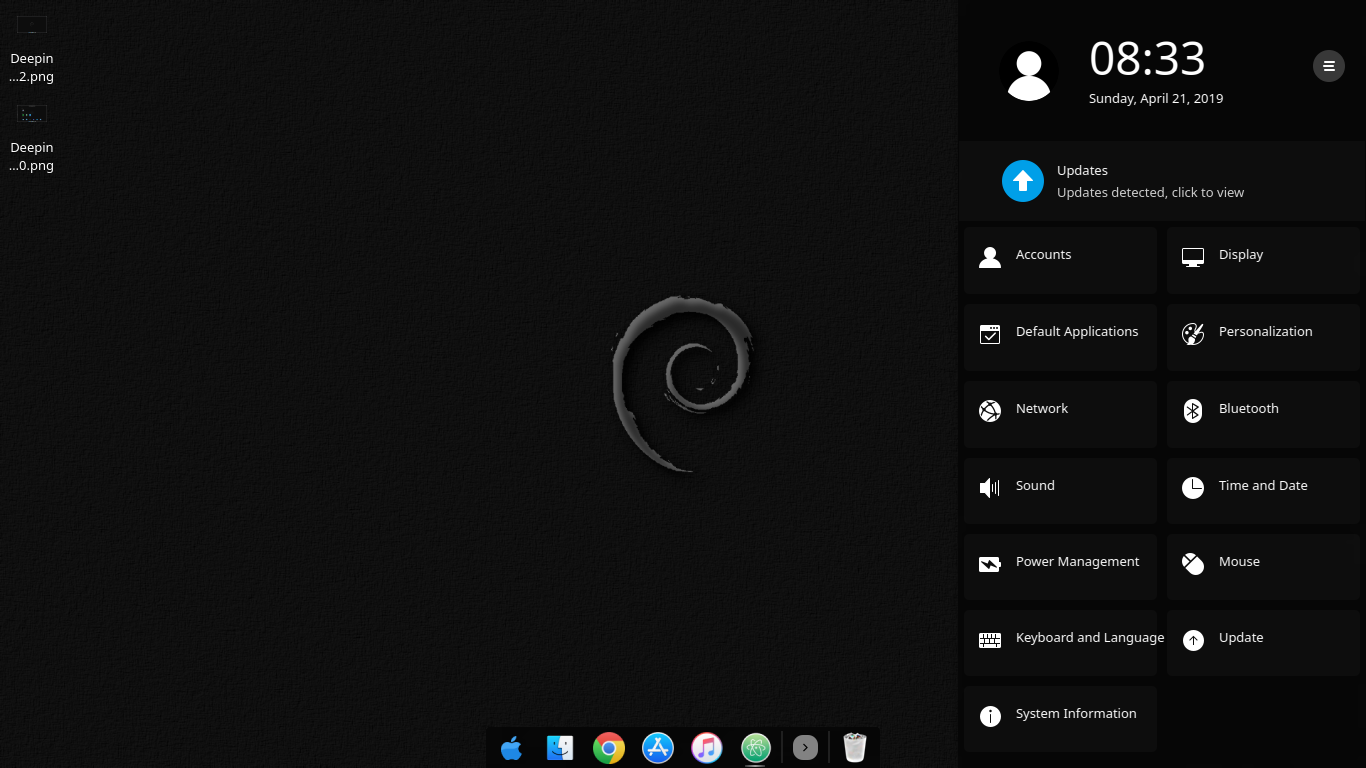 Deepin
...2.png
Deepin
...0.png
08:33
Sunday, April 21, 2019
Updates
Updates detected, click to view
Accounts
Display
Default Applications
Personalization
Network
Bluetooth
Sound
Time and Date
Power Management
Mouse
Keyboard and Language
Update
System Information